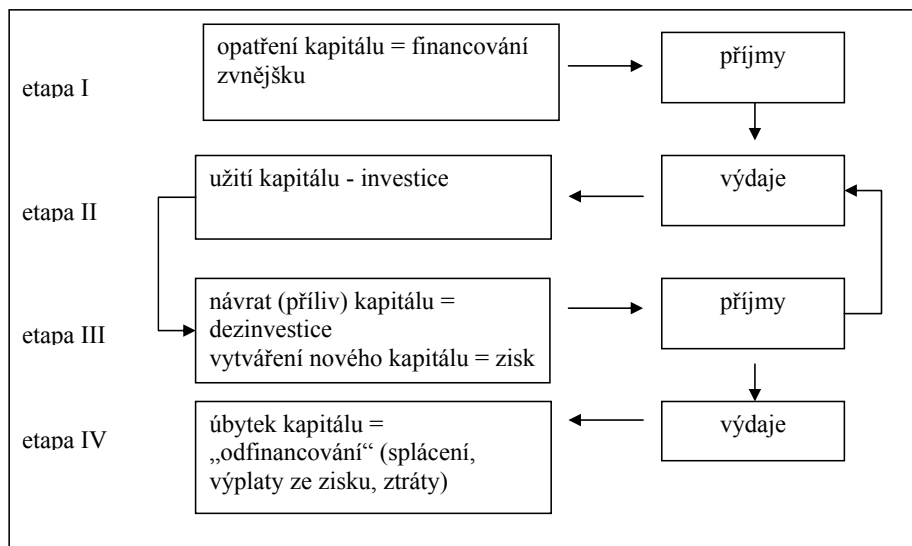 etapa I
opatření kapitálu = financování
zvnějšku
příjmy
etapa II
užití kapitálu - investice
výdaje
etapa III
návrat (příliv) kapitálu =
dezinvestice
vytváření nového kapitálu = zisk
příjmy
etapa IV
úbytek kapitálu =
„odfinancování“ (splácení,
výplaty ze zisku, ztráty)
výdaje